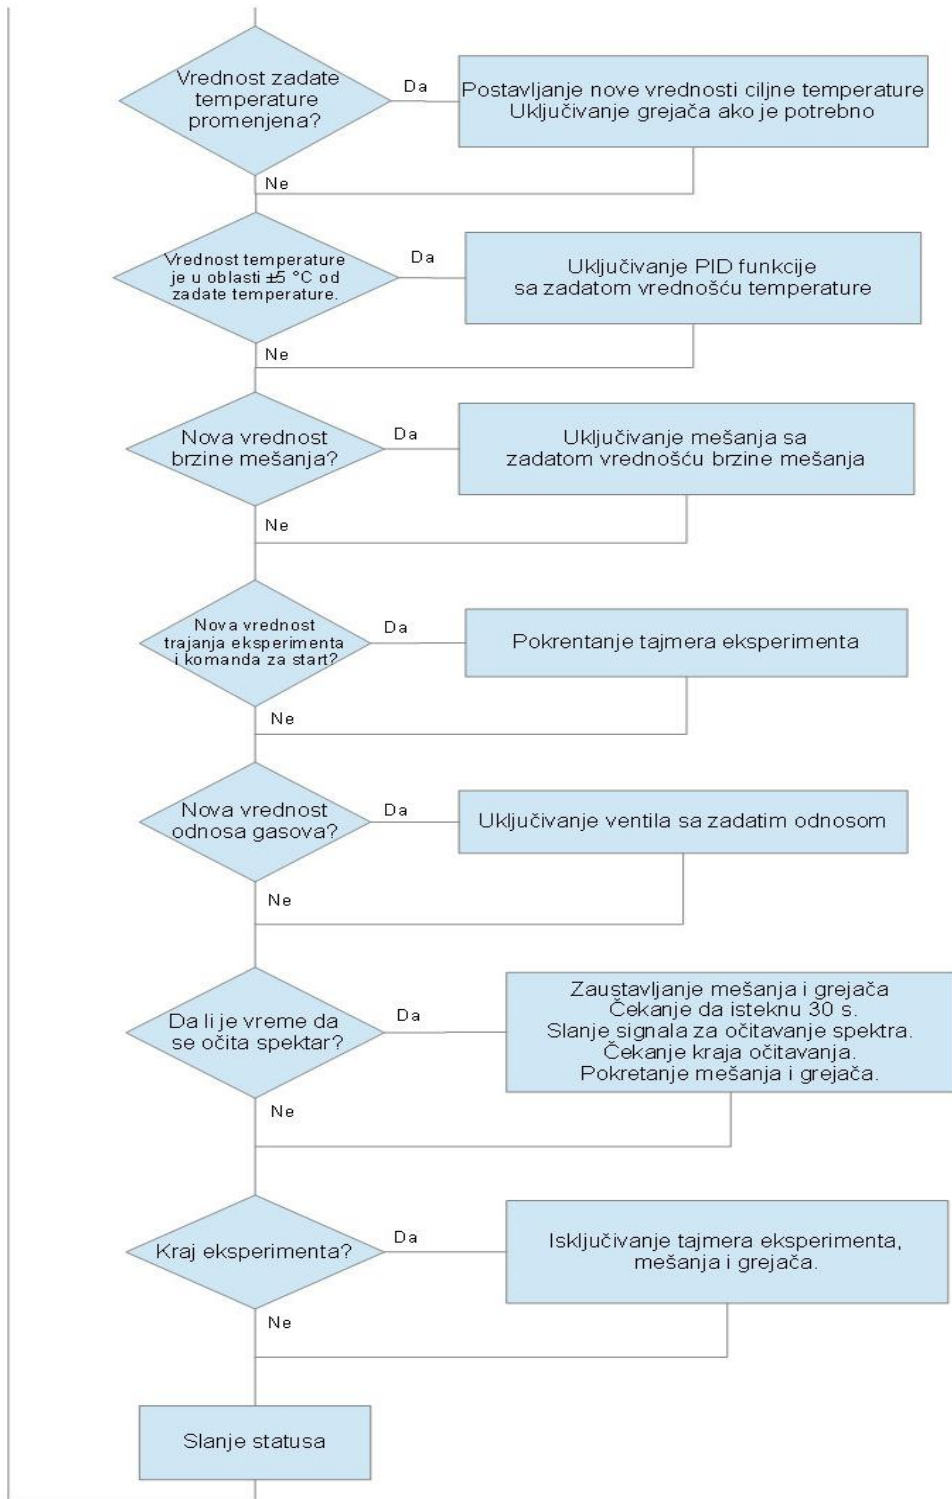 Vrednost zadate
temperature
promenjena?
Da
Postavljanje nove vrednosti ciljne temperature
Uključivanje grejača ako je potrebno
Ne
Vrednost temperature
je u oblasti ±5 °C od
zadate temperature.
Da
Uključivanje PID funkcije
sa zadatom vrednošću temperature
Ne
Nova vrednost
brzine mešanja?
Da
Uključivanje mešanja sa
zadatom vrednošću brzine mešanja
Ne
Nova vrednost
trajanja eksperimenta
i komanda za start?
Da
Pokrentanje tajmera eksperimenta
Ne
Nova vrednost
odnosa gasova?
Da
Uključivanje ventila sa zadatim odnosom
Ne
Da li je vreme da
se očita spektar?
Da
Zaustavljanje mešanja i grejača
Čekanje da isteknu 30 s.
Slanje signala za očitavanje spektra.
Čekanje kraja očitavanja.
Pokretanje mešanja i grejača.
Ne
Kraj eksperimenta?
Da
Isključivanje tajmera eksperimenta,
mešanja i grejača.
Ne
Slanje statusa